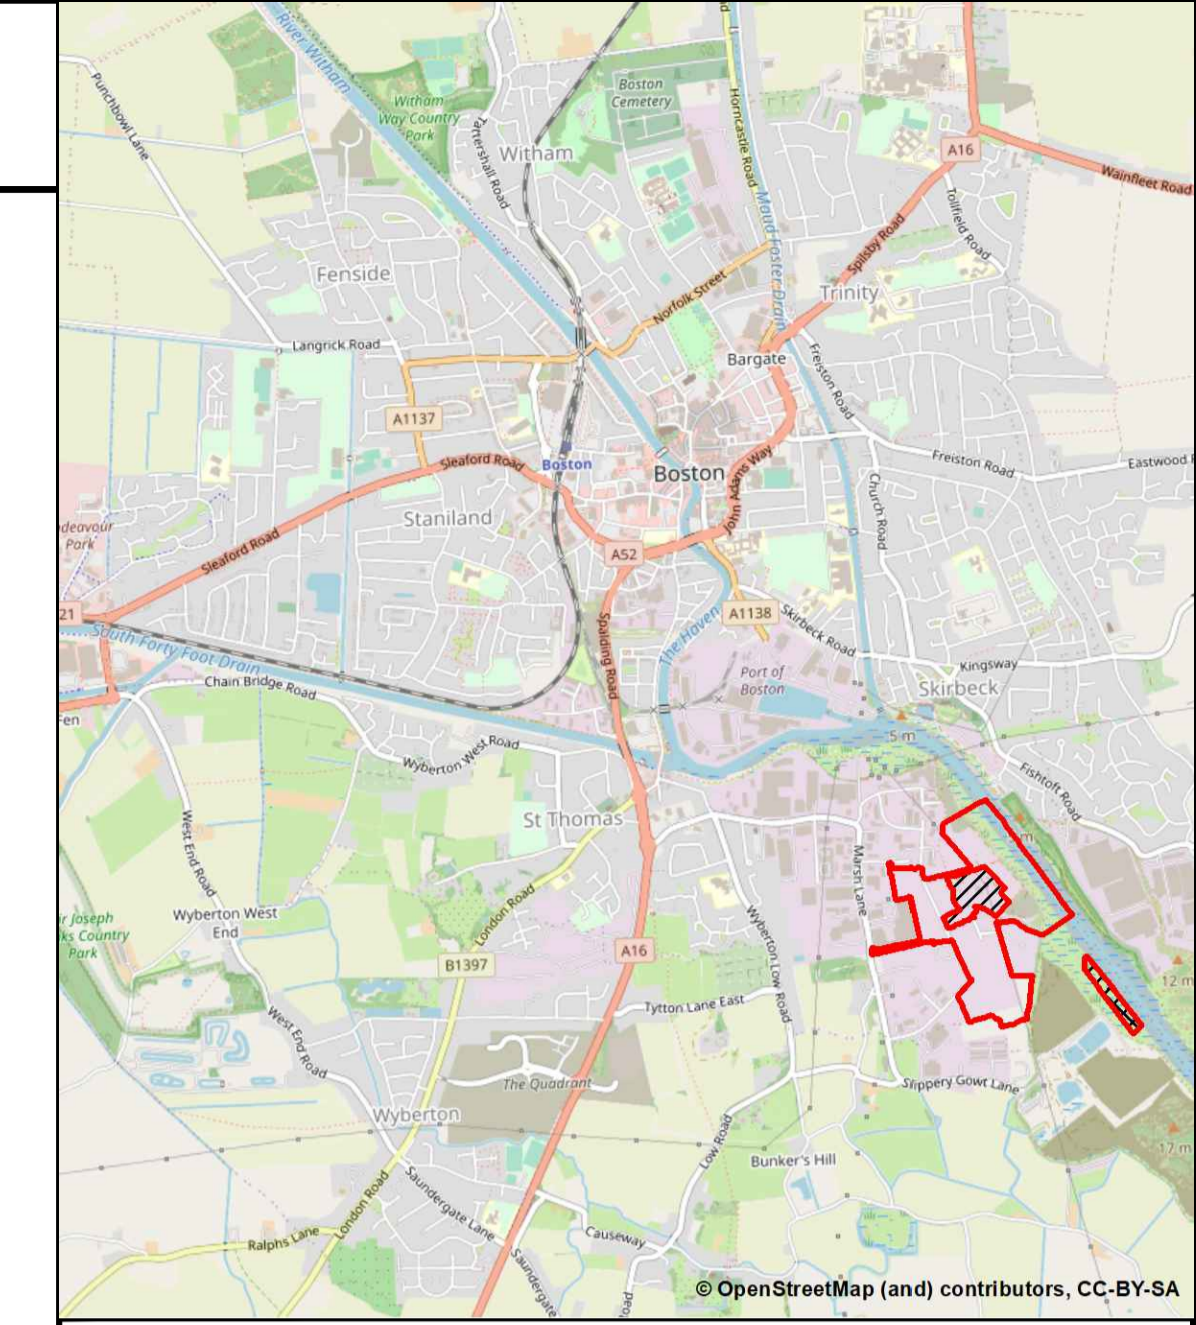 River Witham
Punchbowl Lane
Witham
Way Country
Park
Tattershall Road
Boston
Cemetery
Witham
Horncastle Road
Maud Foster Drain
A16
Wainfleet Road
Tollfield Road
Spilsby Road
Trinity
Fenside
Norfolk Street
Langrick Road
Bargate
Freiston Road
A1137
Sleaford Road
Boston
Boston
John Adams Way
Freiston Road
Eastwood
Church Road
Staniland
Park
Sleaford Road
A52
21
South Forty Foot Drain
Chain Bridge Road
Spalding Road
The Haven
A1138
Skirbeck Road
Port of
Boston
Kingsway
Skirbeck
5 m
Wyberton West Road
Fishtoft Road
St Thomas
West End Road
Marsh Lane
Wyberton West
End
London Road
Wyberton Low Road
Country
Park
B1397
A16
12 m
Tytton Lane East
West End Road
The Quadrant
Slippery Gowt Lane
Wyberton
Low Road
17 m
Bunker's Hill
Saundergate Lane
London Road
Ralphs Lane
Causeway
Saundergate
© OpenStreetMap (and) contributors, CC-BY-SA